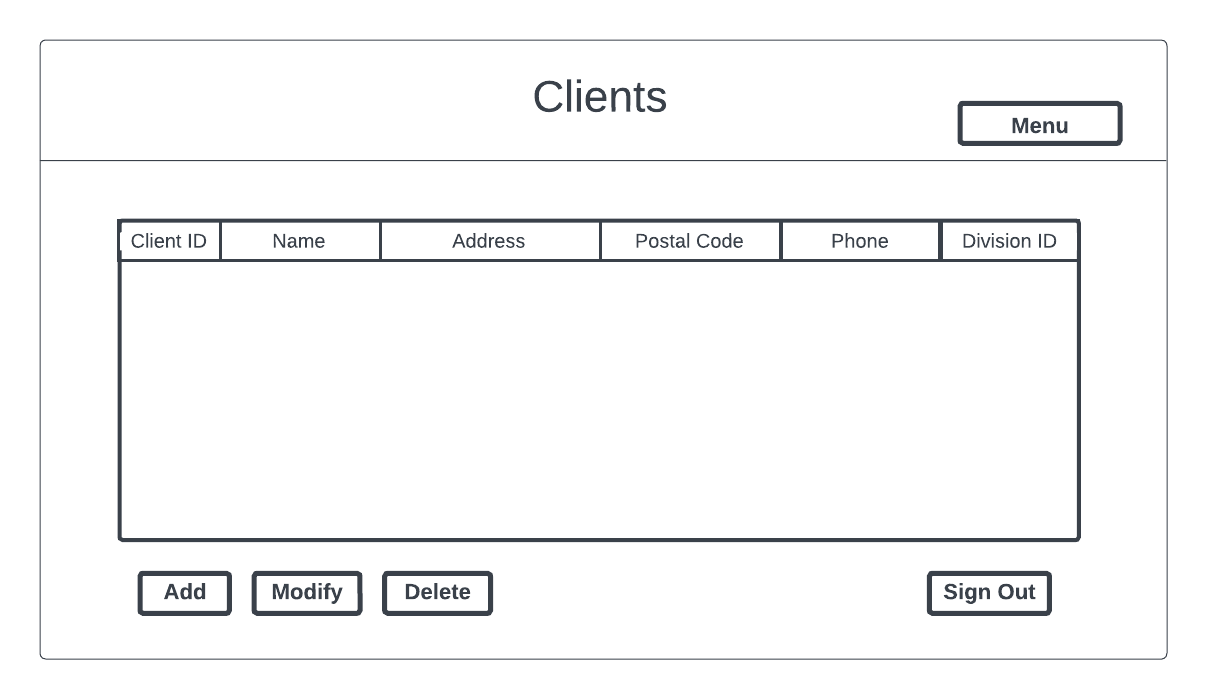 Clients
Menu
Client ID Name Address Postal Code Phone Division ID
Add Modify Delete Sign Out